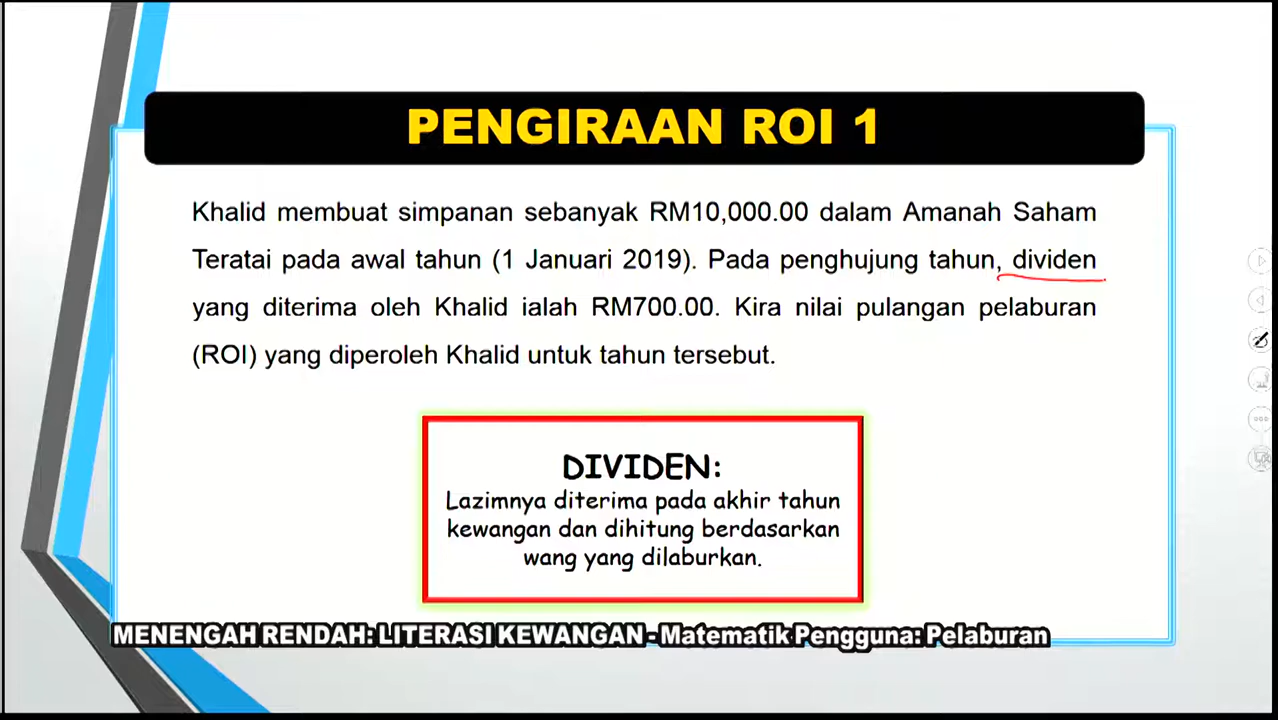 PENGIRAAN ROI 1
Khalid membuat simpanan sebanyak RM10,000.00 dalam Amanah Saham
Teratai pada awal tahun (1 Januari 2019). Pada penghujung tahun, dividen
yang diterima oleh Khalid ialah RM700.00. Kira nilai pulangan pelaburan
(ROI) yang diperoleh Khalid untuk tahun tersebut.
DIVIDEN:
Lazimnya diterima pada akhir tahun
kewangan dan dihitung berdasarkan
wang yang dilaburkan.
MENENGAH RENDAH: LITERASI KEWANGAN - Matematik Pengguna: Pelaburan